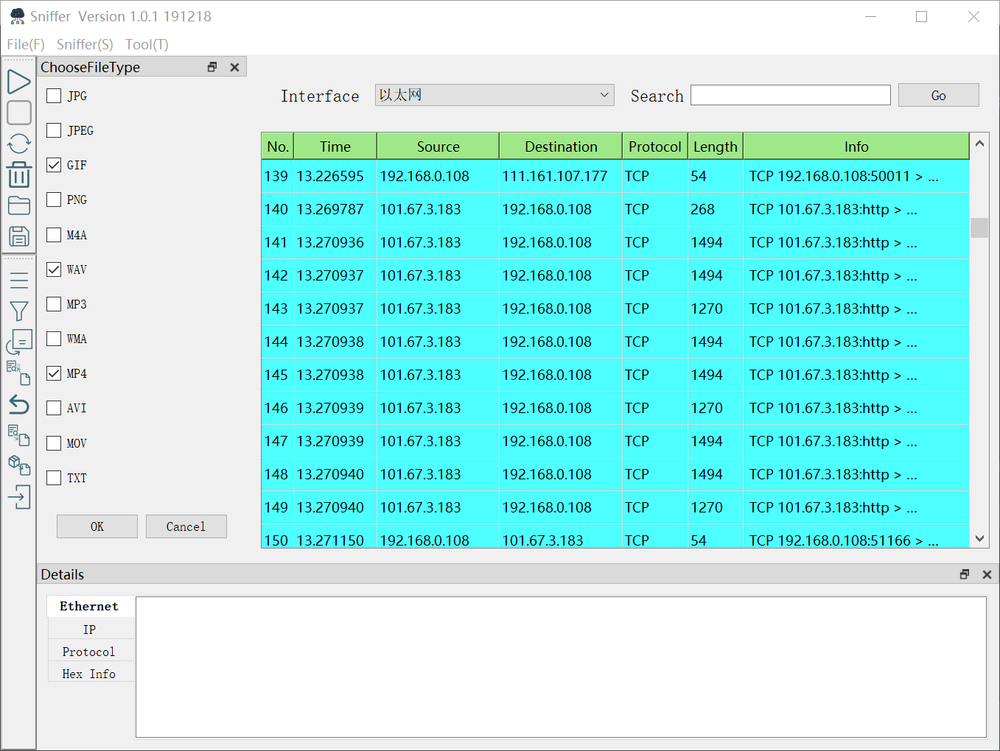 Sniffer Version 1.0.1 191218
File(F) Sniffer(S) Tool(T)
ChooseFileType
JPG
JPEG
GIF
PNG
M4A
WAV
MP3
WMA
MP4
AVI
MOV
TXT
OK Cancel
Interface 以太网 Search Go
No. Time Source Destination Protocol Length Info
139 13.226595 192.168.0.108 111.161.107.177 TCP 54 TCP 192.168.0.108:50011 > ...
140 13.269787 101.67.3.183 192.168.0.108 TCP 268 TCP 101.67.3.183:http > ...
141 13.270936 101.67.3.183 192.168.0.108 TCP 1494 TCP 101.67.3.183:http > ...
142 13.270937 101.67.3.183 192.168.0.108 TCP 1494 TCP 101.67.3.183:http > ...
143 13.270937 101.67.3.183 192.168.0.108 TCP 1270 TCP 101.67.3.183:http > ...
144 13.270938 101.67.3.183 192.168.0.108 TCP 1494 TCP 101.67.3.183:http > ...
145 13.270938 101.67.3.183 192.168.0.108 TCP 1494 TCP 101.67.3.183:http > ...
146 13.270939 101.67.3.183 192.168.0.108 TCP 1270 TCP 101.67.3.183:http > ...
147 13.270939 101.67.3.183 192.168.0.108 TCP 1494 TCP 101.67.3.183:http > ...
148 13.270940 101.67.3.183 192.168.0.108 TCP 1494 TCP 101.67.3.183:http > ...
149 13.270940 101.67.3.183 192.168.0.108 TCP 1270 TCP 101.67.3.183:http > ...
150 13.271150 192.168.0.108 101.67.3.183 TCP 54 TCP 192.168.0.108:51166 > ...
Details
Ethernet
IP
Protocol
Hex Info